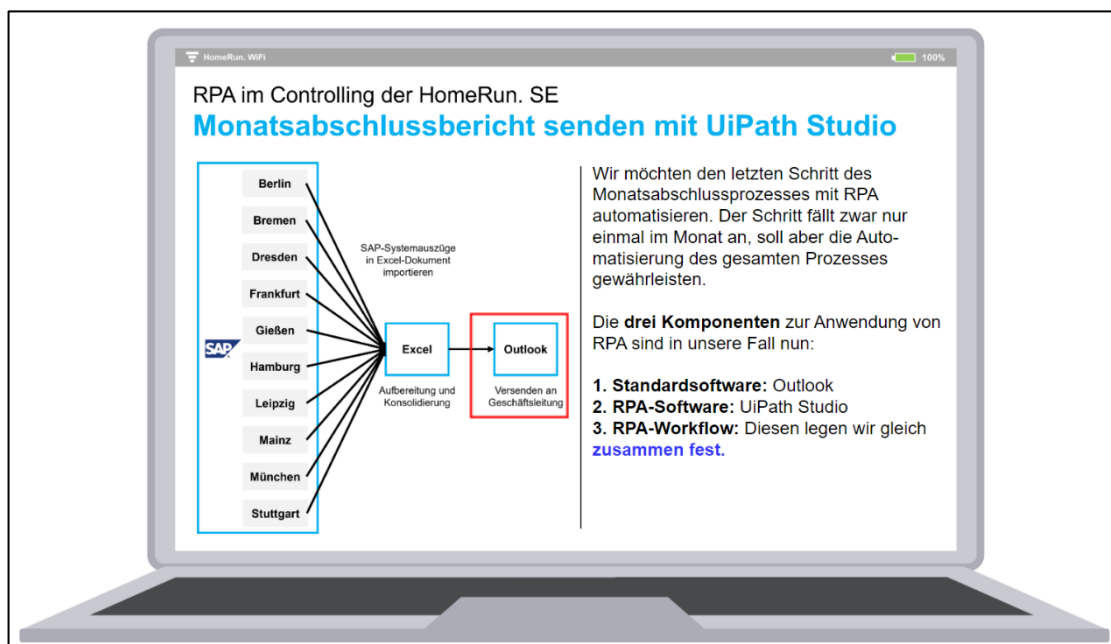 HomeRun. WiFi
100%
RPA im Controlling der HomeRun. SE
Monatsabschlussbericht senden mit UiPath Studio
Berlin
Bremen
Dresden
Frankfurt
Gießen
Hamburg
Leipzig
Mainz
München
Stuttgart
SAP
SAP-Systemauszüge
in Excel-Dokument
importieren
Excel
Aufbereitung und
Konsolidierung
Outlook
Versenden an
Geschäftsleitung
Wir möchten den letzten Schritt des
Monatsabschlussprozesses mit RPA
automatisieren. Der Schritt fällt zwar nur
einmal im Monat an, soll aber die Auto-
matisierung des gesamten Prozesses
gewährleisten.
Die drei Komponenten zur Anwendung von
RPA sind in unsere Fall nun:
1. Standardsoftware: Outlook
2. RPA-Software: UiPath Studio
3. RPA-Workflow: Diesen legen wir gleich
zusammen fest.